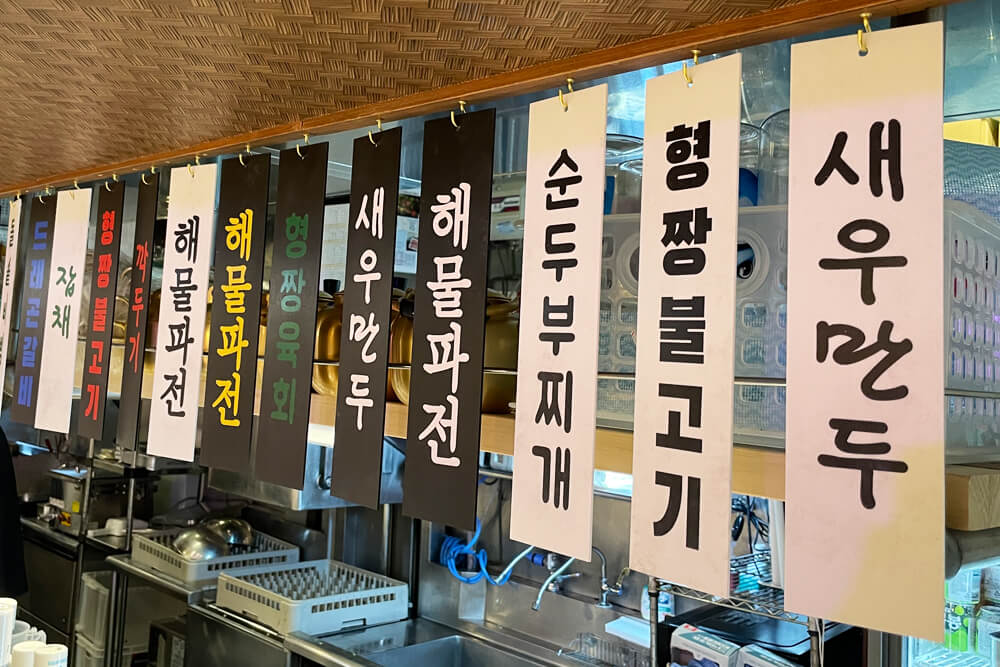 드래곤갈비
잡채
형짱불고기
깍두기
해물파전
해물파전
형짱육회
새우만두
해물파전
순두부찌개
형짱불고기
새우만두